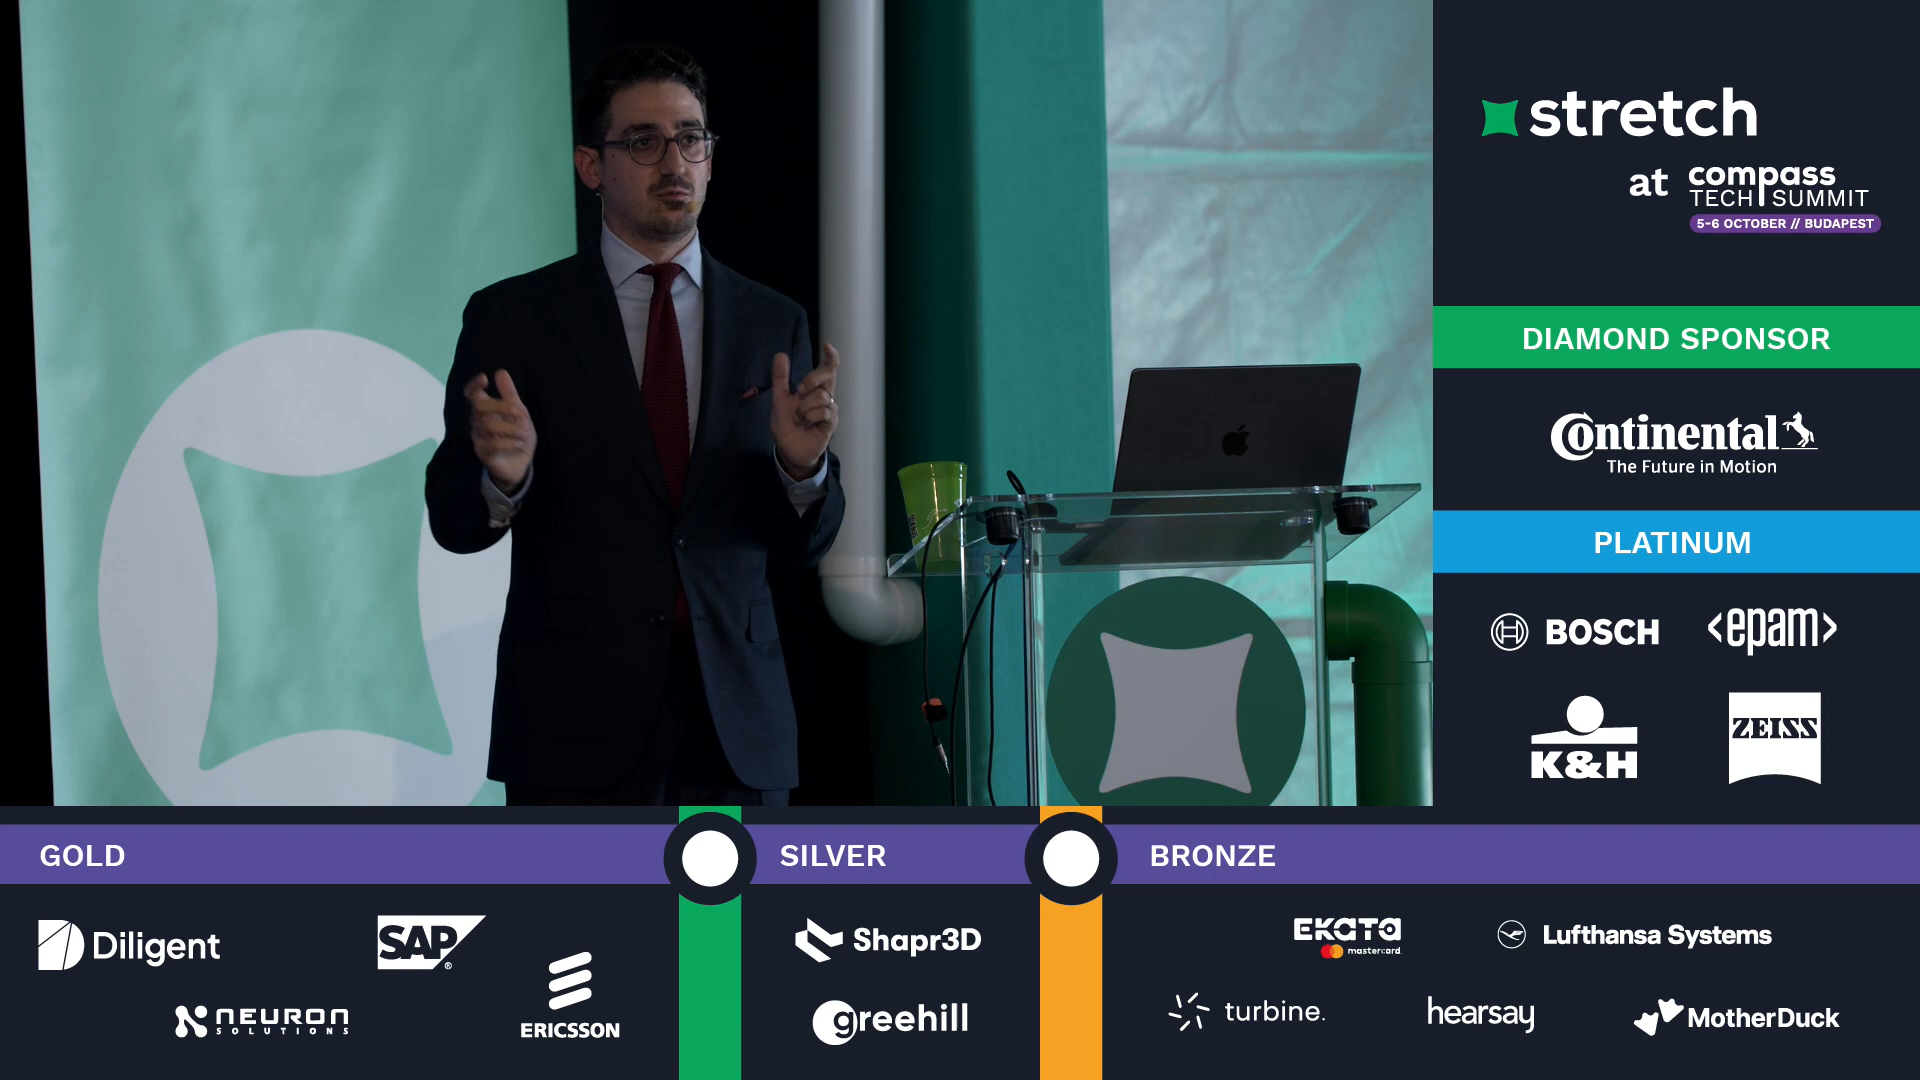 stretch
at compass
TECH SUMMIT
5-6 OCTOBER // BUDAPEST
DIAMOND SPONSOR
Continental
The Future in Motion
PLATINUM
BOSCH
<epam>
K&H
ZEISS
GOLD
Diligent
SAP®
NEURON
SOLUTIONS
ERICSSON
SILVER
Shapr3D
greehill
BRONZE
EKATA
mastercard.
Lufthansa Systems
turbine.
hearsay
MotherDuck